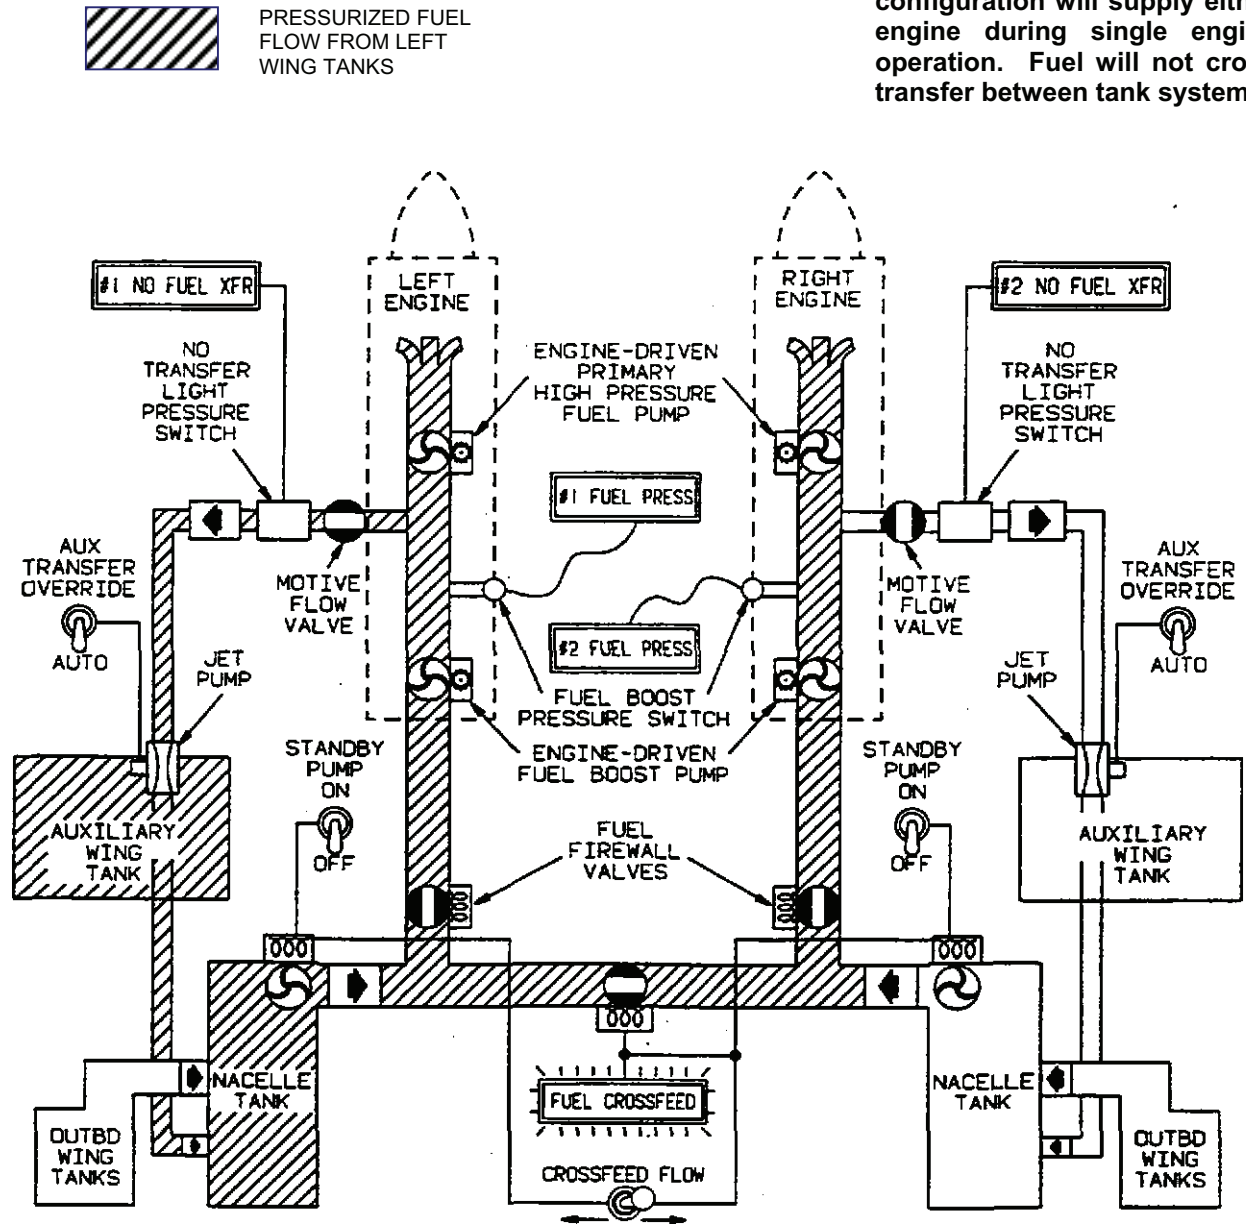 PRESSURIZED FUEL
FLOW FROM LEFT
WING TANKS
configuration will supply
engine during single
operation. Fuel will not
transfer between tank
LEFT
ENGINE
RIGHT
ENGINE
#1 NO FUEL XFR
#2 NO FUEL XFR
NO
TRANSFER
LIGHT
PRESSURE
SWITCH
ENGINE-DRIVEN
PRIMARY
HIGH PRESSURE
FUEL PUMP
NO
TRANSFER
LIGHT
PRESSURE
SWITCH
#1 FUEL PRESS
AUX
TRANSFER
OVERRIDE
AUTO
MOTIVE
FLOW
VALVE
MOTIVE
FLOW
VALVE
AUX
TRANSFER
OVERRIDE
AUTO
#2 FUEL PRESS
JET
PUMP
FUEL BOOST
PRESSURE SWITCH
JET
PUMP
STANDBY
PUMP
ON
OFF
ENGINE-DRIVEN
FUEL BOOST PUMP
STANDBY
PUMP
ON
OFF
AUXILIARY
WING
TANK
FUEL
FIREWALL
VALVES
AUXILIARY
WING
TANK
NACELLE
TANK
FUEL CROSSFEED
NACELLE
TANK
OUTBD
WING
TANKS
CROSSFEED FLOW
OUTBD
WING
TANKS